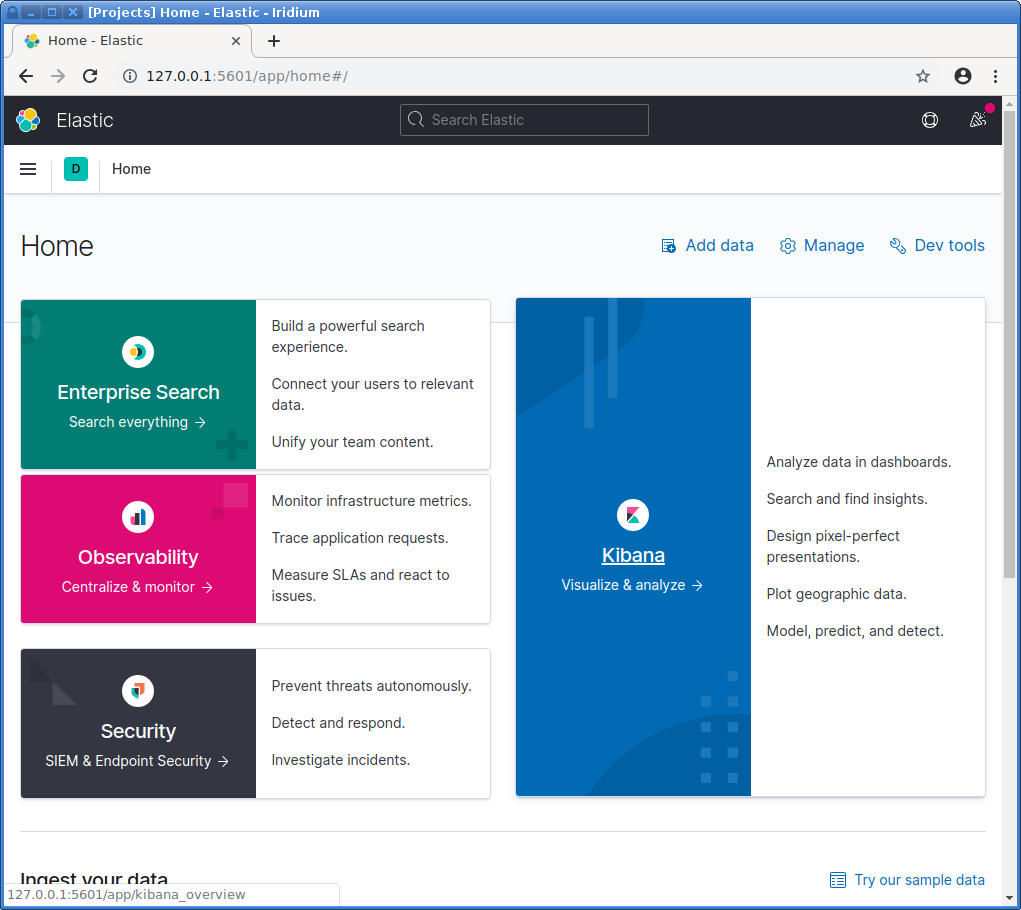 [Projects] Home - Elastic - Iridium
Home - Elastic
127.0.0.1:5601/app/home#/
Elastic
Search Elastic
D
Home
Home
Add data
Manage
Dev tools
Enterprise Search
Search everything →
Build a powerful search
experience.
Connect your users to relevant
data.
Unify your team content.
Observability
Centralize & monitor →
Monitor infrastructure metrics.
Trace application requests.
Measure SLAs and react to
issues.
Security
SIEM & Endpoint Security →
Prevent threats autonomously.
Detect and respond.
Investigate incidents.
Kibana
Visualize & analyze →
Analyze data in dashboards.
Search and find insights.
Design pixel-perfect
presentations.
Plot geographic data.
Model, predict, and detect.
Ingest your data
Try our sample data
127.0.0.1:5601/app/kibana_overview